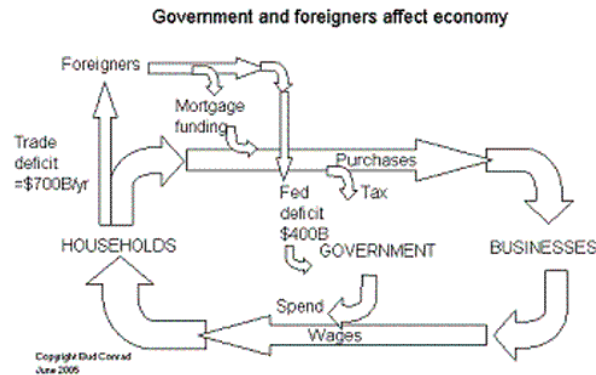 Government and foreigners affect economy
Foreigners
Mortgage
funding
Trade
deficit
=$700B/yr
Purchases
Tax
Fed
deficit
$400B
HOUSEHOLDS
GOVERNMENT
BUSINESSES
Spend
Wages
Copyright Bud Conrad
June 2005